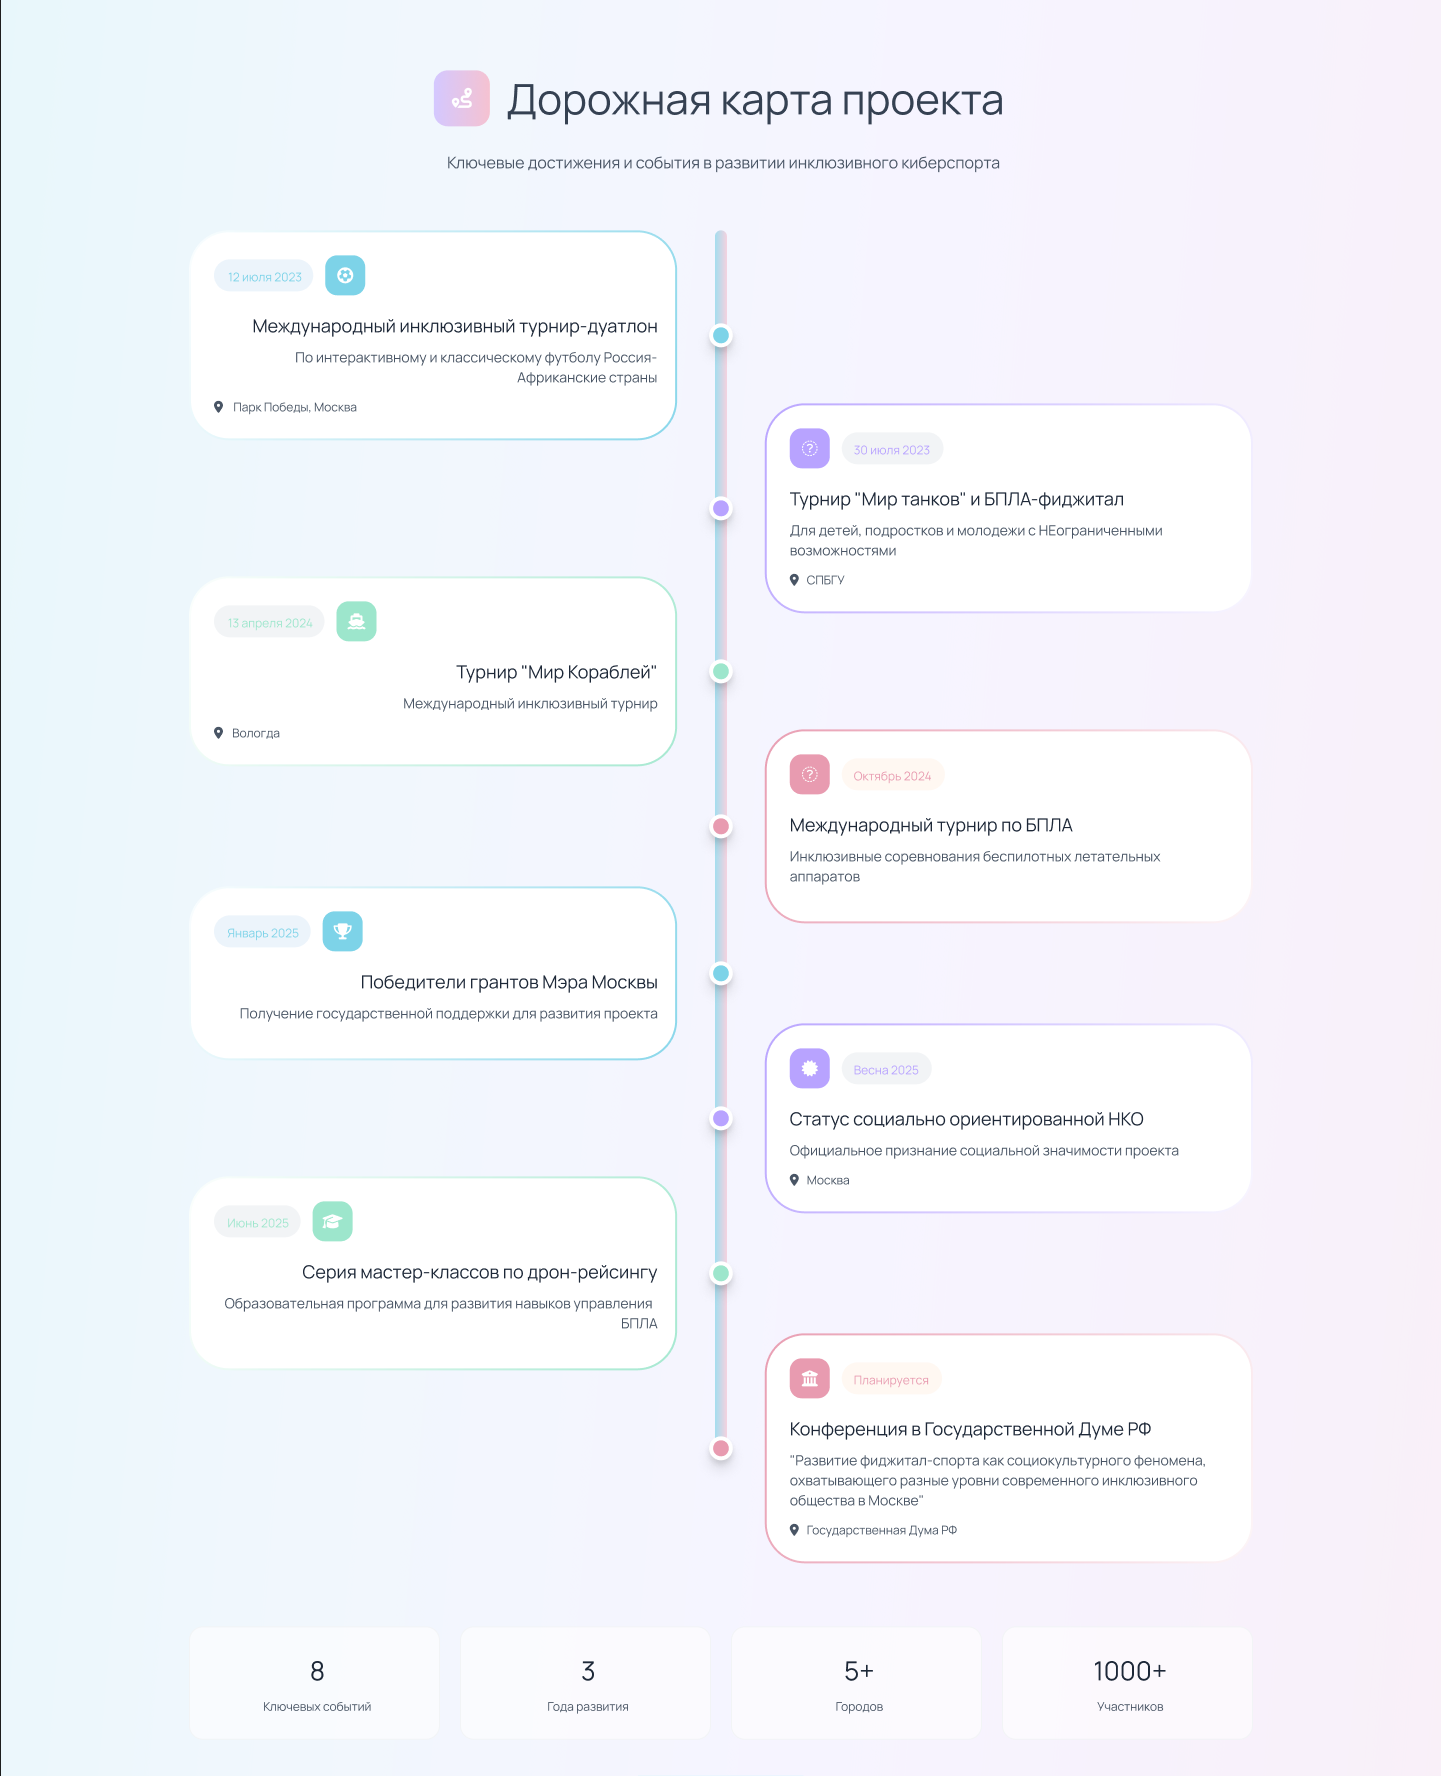 Дорожная карта проекта
Ключевые достижения и события в развитии инклюзивного киберспорта
12 июля 2023
Международный инклюзивный турнир-дуатлон
По интерактивному и классическому футболу Россия-
Африканские страны
Парк Победы, Москва
30 июля 2023
Турнир "Мир танков" и БПЛА-фиджитал
Для детей, подростков и молодежи с НЕограниченными
возможностями
СПБГУ
13 апреля 2024
Турнир "Мир Кораблей"
Международный инклюзивный турнир
Вологда
Октябрь 2024
Международный турнир по БПЛА
Инклюзивные соревнования беспилотных летательных
аппаратов
Январь 2025
Победители грантов Мэра Москвы
Получение государственной поддержки для развития проекта
Весна 2025
Статус социально ориентированной НКО
Официальное признание социальной значимости проекта
Москва
Июнь 2025
Серия мастер-классов по дрон-рейсингу
Образовательная программа для развития навыков управления
БПЛА
Планируется
Конференция в Государственной Думе РФ
"Развитие фиджитал-спорта как социокультурного феномена,
охватывающего разные уровни современного инклюзивного
общества в Москве"
Государственная Дума РФ
8
Ключевых событий
3
Года развития
5+
Городов
1000+
Участников